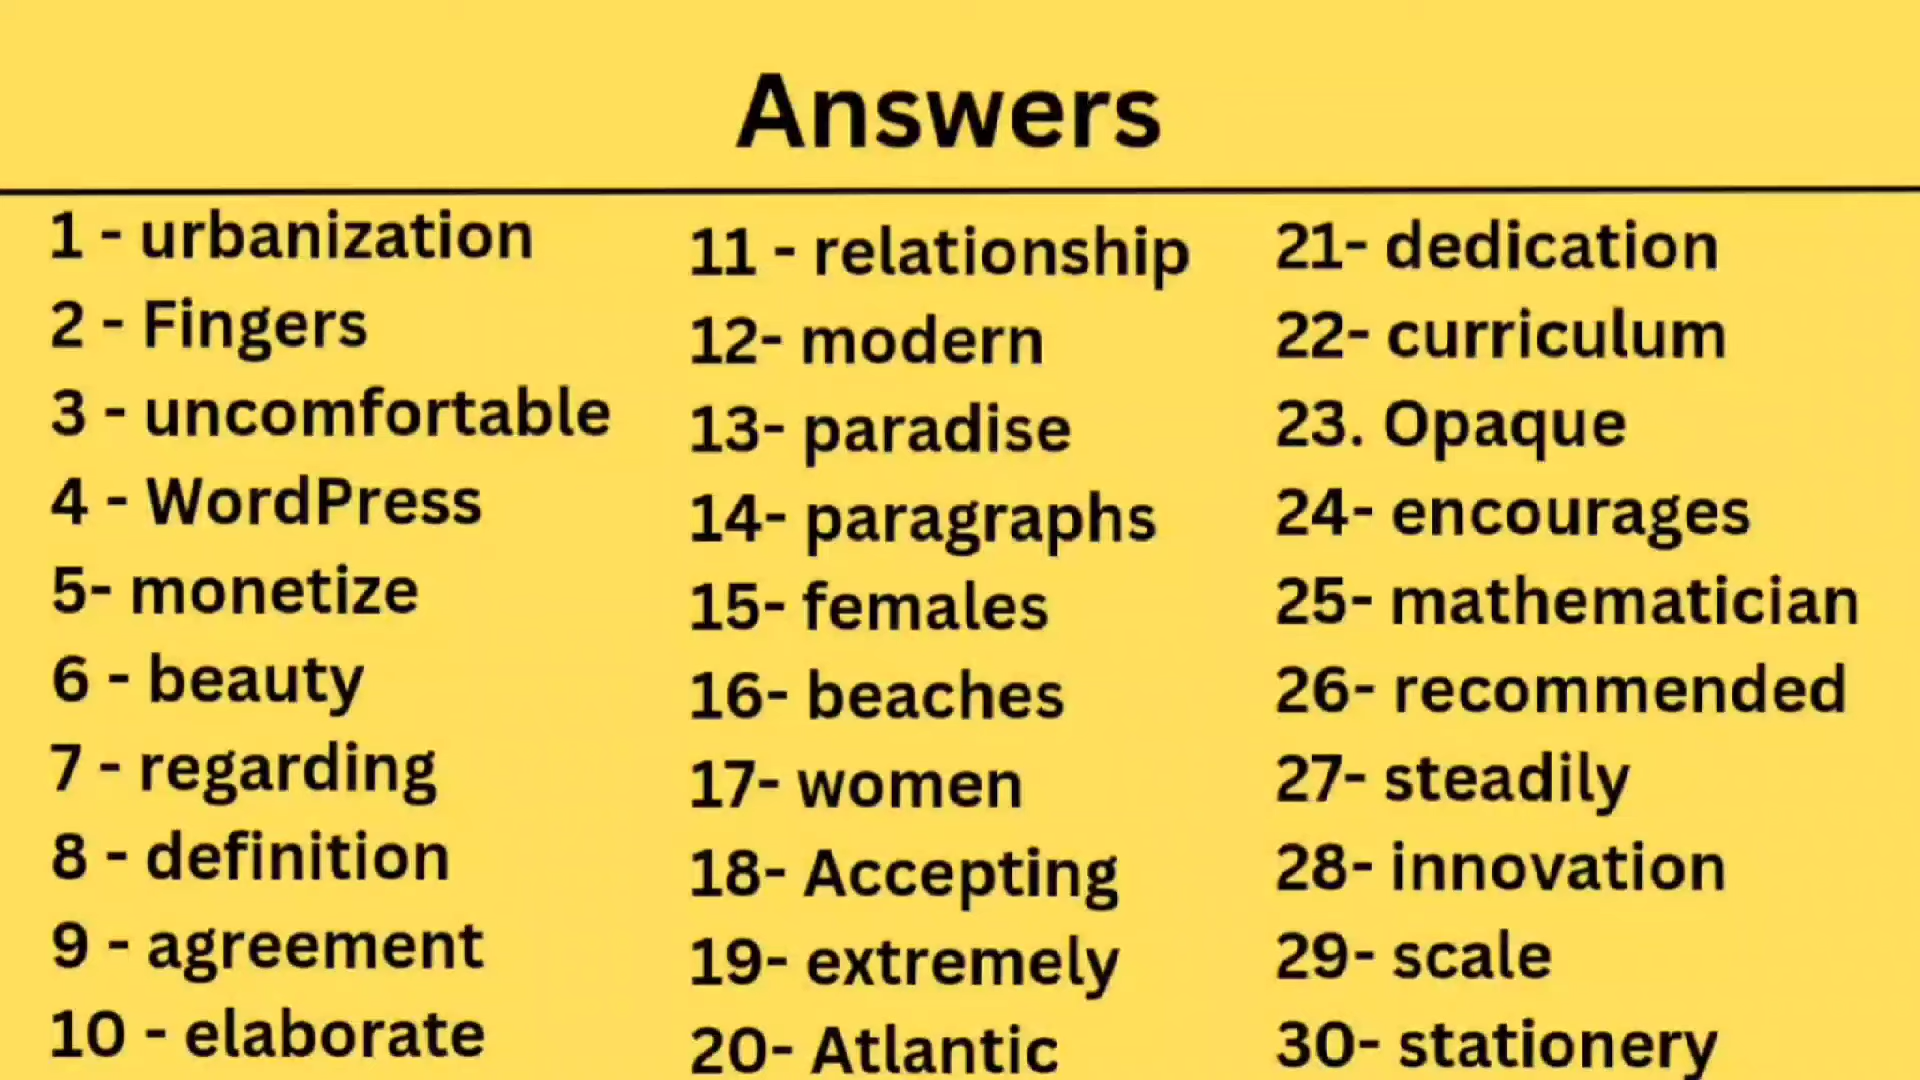 Answers
1 - urbanization
2 - Fingers
3 - uncomfortable
4 - WordPress
5- monetize
6 - beauty
7 - regarding
8 - definition
9 - agreement
10 - elaborate
11 - relationship
12- modern
13- paradise
14- paragraphs
15- females
16- beaches
17- women
18- Accepting
19- extremely
20- Atlantic
21- dedication
22- curriculum
23. Opaque
24- encourages
25- mathematician
26- recommended
27- steadily
28- innovation
29- scale
30- stationery